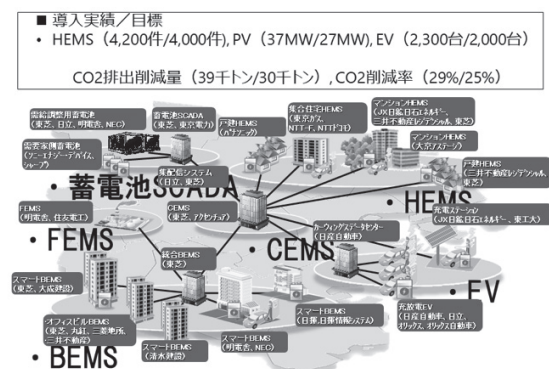 ■ 導入実績／目標
・ HEMS（4,200件/4,000件), PV（37MW/27MW), EV（2,300台/2,000台）
CO2排出削減量（39千トン/30千トン）, CO2削減率（29%/25%）
需給調整用蓄電池
（東芝、日立、明電舎、NEC）
蓄電池SCADA
（東芝、東京電力）
戸建HEMS
（パナソニック）
集合住宅HEMS
（東京ガス、
NTT-F、NTTドコモ）
マンションHEMS
（JX日鉱日石エネルギー、
三井不動産レジデンシャル、東芝）
需要家側蓄電池
（ソニーエナジー・デバイス、
シャープ）
マンションHEMS
（大京アステージ）
集配信システム
（日立、東芝）
戸建HEMS
（三井不動産レジデンシャル、
東芝）
・蓄電池SCADA
・HEMS
FEMS
（明電舎、住友電工）
CEMS
（東芝、アクセンチュア）
充電ステーション
（JX日鉱日石エネルギー、東工大）
カーウィングスデータセンター
（日産自動車）
・FEMS
・CEMS
統合BEMS
（東芝）
スマートBEMS
（東芝、大成建設）
・EV
充放電EV
（日産自動車、日立、
オリックス、オリックス自動車）
スマートBEMS
（日揮、日揮情報システム）
オフィスビルBEMS
（東芝、丸紅、三菱地所、
三井不動産）
スマートBEMS
（明電舎、NEC）
スマートBEMS
（清水建設）
・BEMS